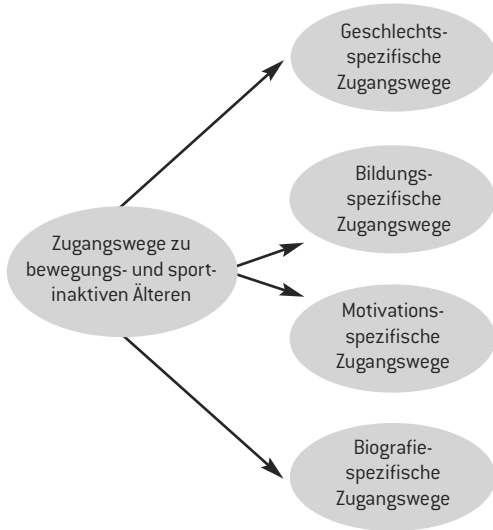 Geschlechts-
spezifische
Zugangswege
Bildungs-
spezifische
Zugangswege
Zugangswege zu
bewegungs- und sport-
inaktiven Älteren
Motivations-
spezifische
Zugangswege
Biografie-
spezifische
Zugangswege